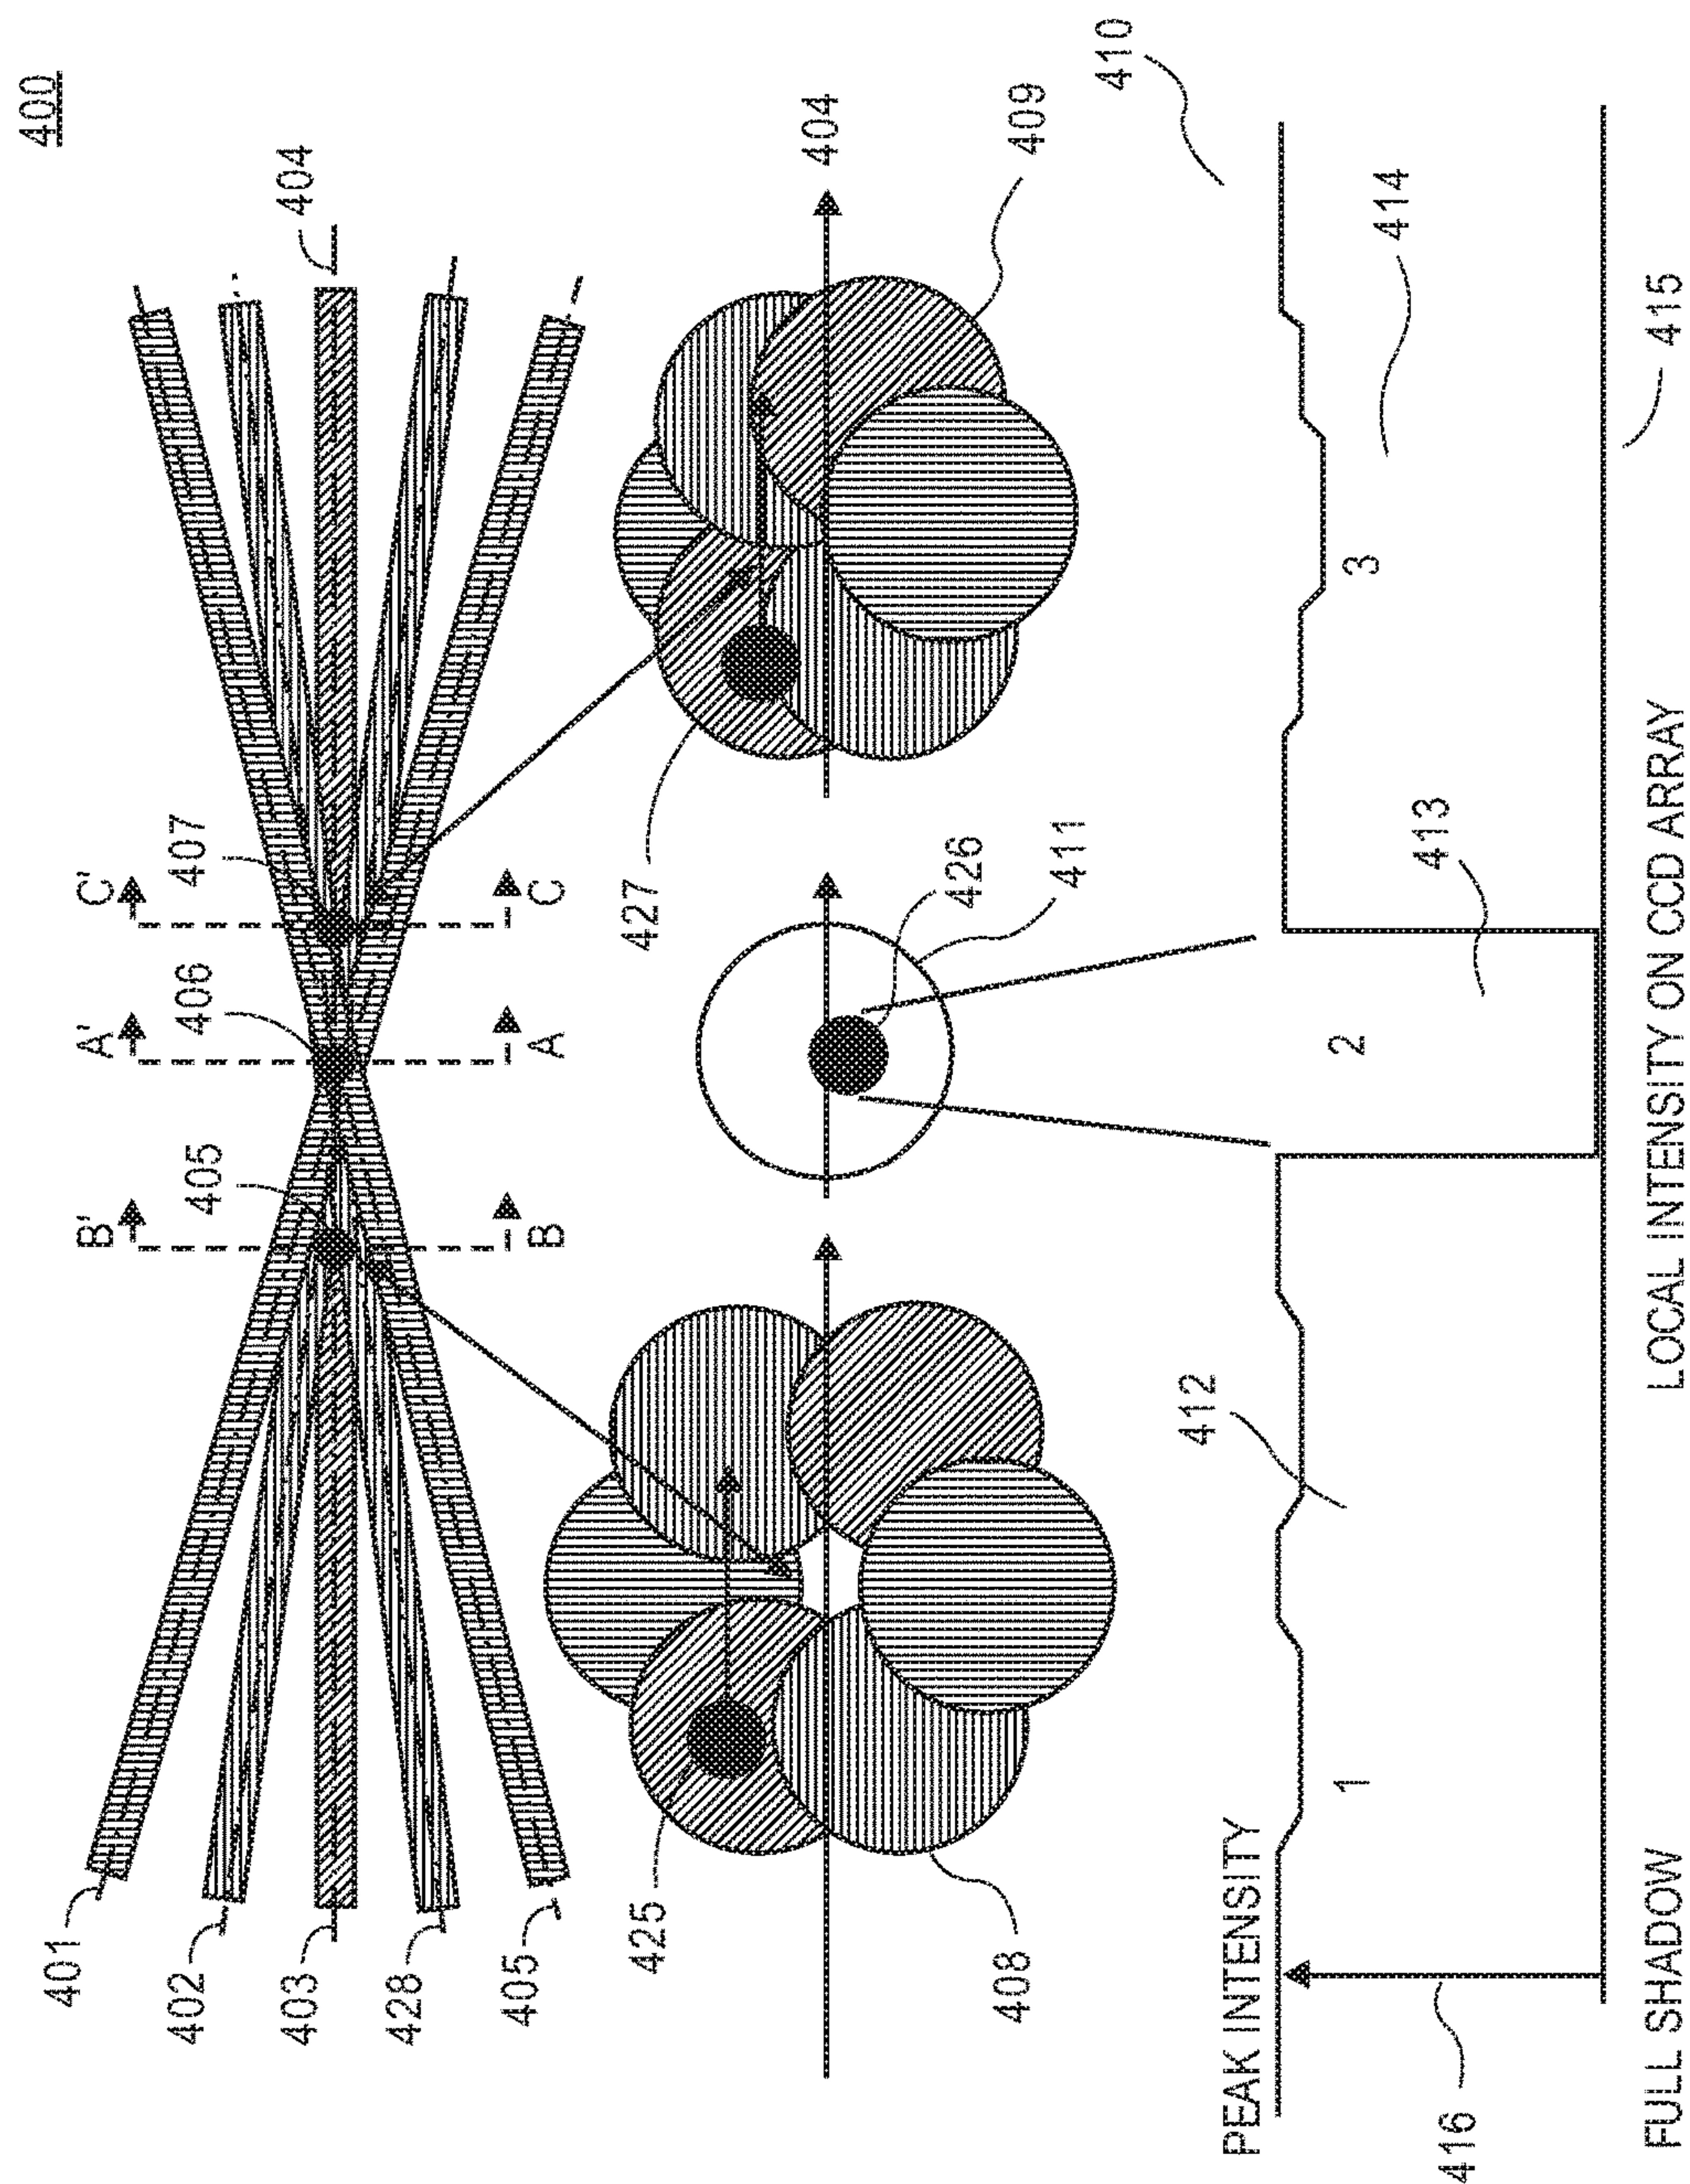 400
401
402
403
428
405
404
B'
A'
C'
405
406
407
B
A
C
425
408
426
411
427
409
404
PEAK INTENSITY
410
412
413
414
1
2
3
416
415
FULL SHADOW
LOCAL INTENSITY ON CCD ARRAY